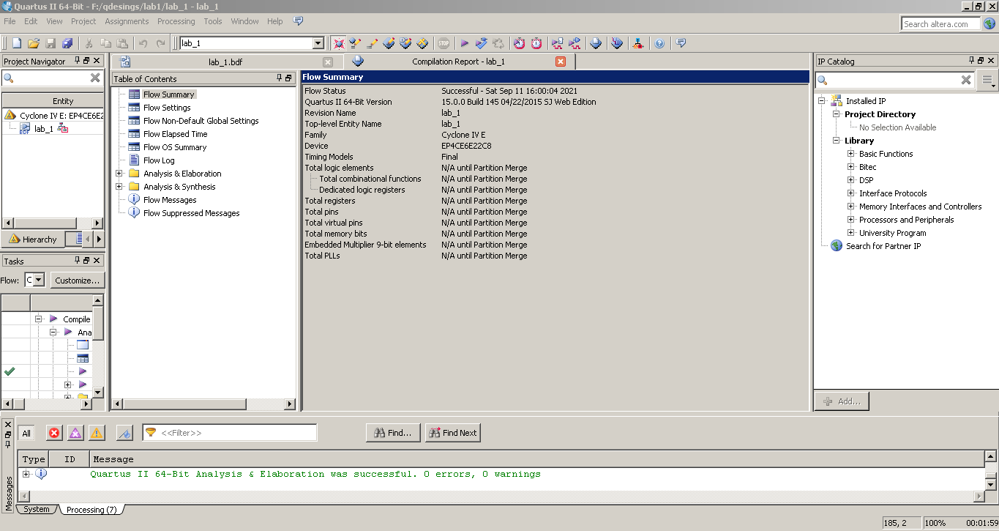 Quartus II 64-Bit - F:/qdesings/lab1/lab_1 - lab_1
File Edit View Project Assignments Processing Tools Window Help
Search altera.com
lab_1
STOP
Project Navigator
Entity
Cyclone IV E: EP4CE6E2
BDF lab_1
Hierarchy
Tasks
Flow: C Customize...
Compile
Ana
lab_1.bdf
Compilation Report - lab_1
Table of Contents
Flow Summary
Flow Settings
Flow Non-Default Global Settings
Flow Elapsed Time
Flow OS Summary
Flow Log
Analysis & Elaboration
Analysis & Synthesis
Flow Messages
Flow Suppressed Messages
Flow Summary
Flow Status Successful - Sat Sep 11 16:00:04 2021
Quartus II 64-Bit Version 15.0.0 Build 145 04/22/2015 SJ Web Edition
Revision Name lab_1
Top-level Entity Name lab_1
Family Cyclone IV E
Device EP4CE6E22C8
Timing Models Final
Total logic elements N/A until Partition Merge
Total combinational functions N/A until Partition Merge
Dedicated logic registers N/A until Partition Merge
Total registers N/A until Partition Merge
Total pins N/A until Partition Merge
Total virtual pins N/A until Partition Merge
Total memory bits N/A until Partition Merge
Embedded Multiplier 9-bit elements N/A until Partition Merge
Total PLLs N/A until Partition Merge
IP Catalog
Installed IP
Project Directory
No Selection Available
Library
Basic Functions
Bitec
DSP
Interface Protocols
Memory Interfaces and Controllers
Processors and Peripherals
University Program
Search for Partner IP
Add...
All <<Filter>> Find... Find Next
Type ID Message
Quartus II 64-Bit Analysis & Elaboration was successful. 0 errors, 0 warnings
Messages
System Processing (7)
185, 2 100% 00:01:59